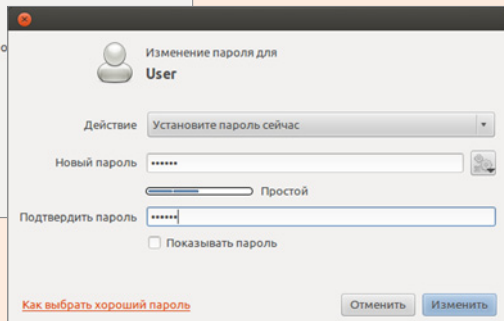 Изменение пароля для
User
Действие Установите пароль сейчас
Новый пароль ••••••
Простой
Подтвердить пароль ••••••
Показывать пароль
Как выбрать хороший пароль Отменить Изменить